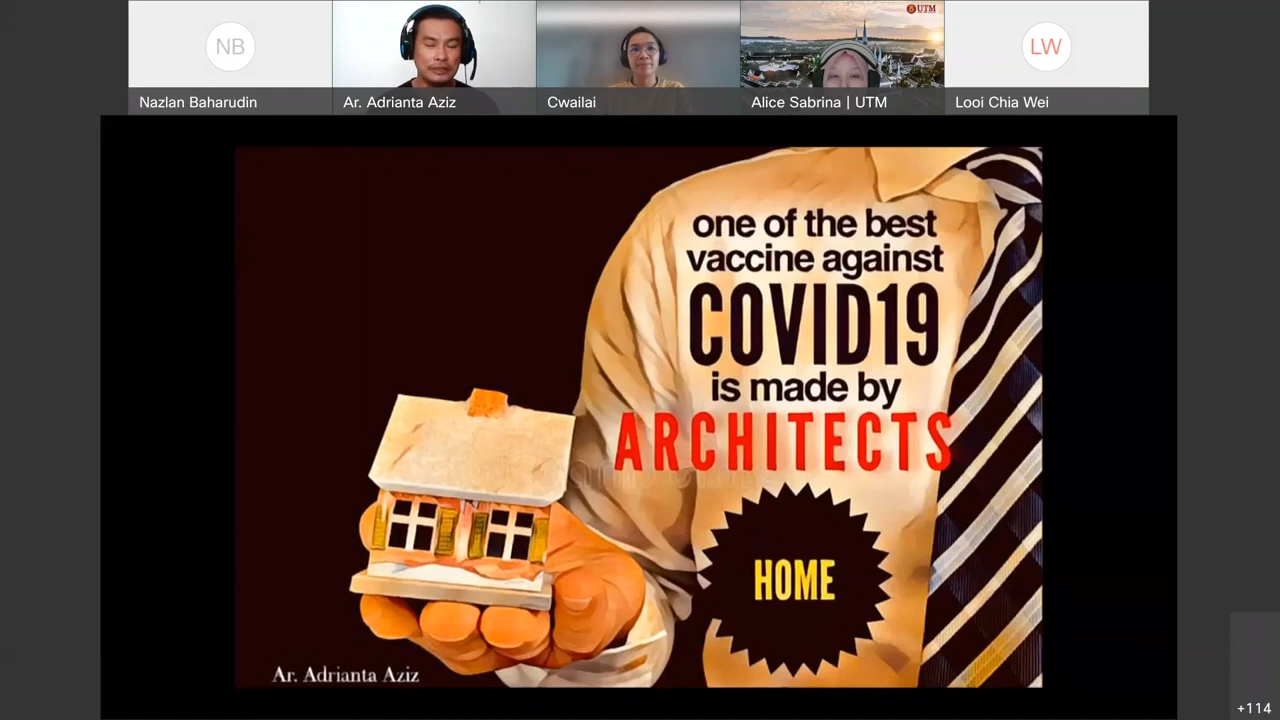 NB
LW
UTM
Nazlan Baharudin
Ar. Adrianta Aziz
Cwailai
Alice Sabrina | UTM
Looi Chia Wei
one of the best
vaccine against
COVID19
is made by
ARCHITECTS
HOME
Ar. Adrianta Aziz
+114